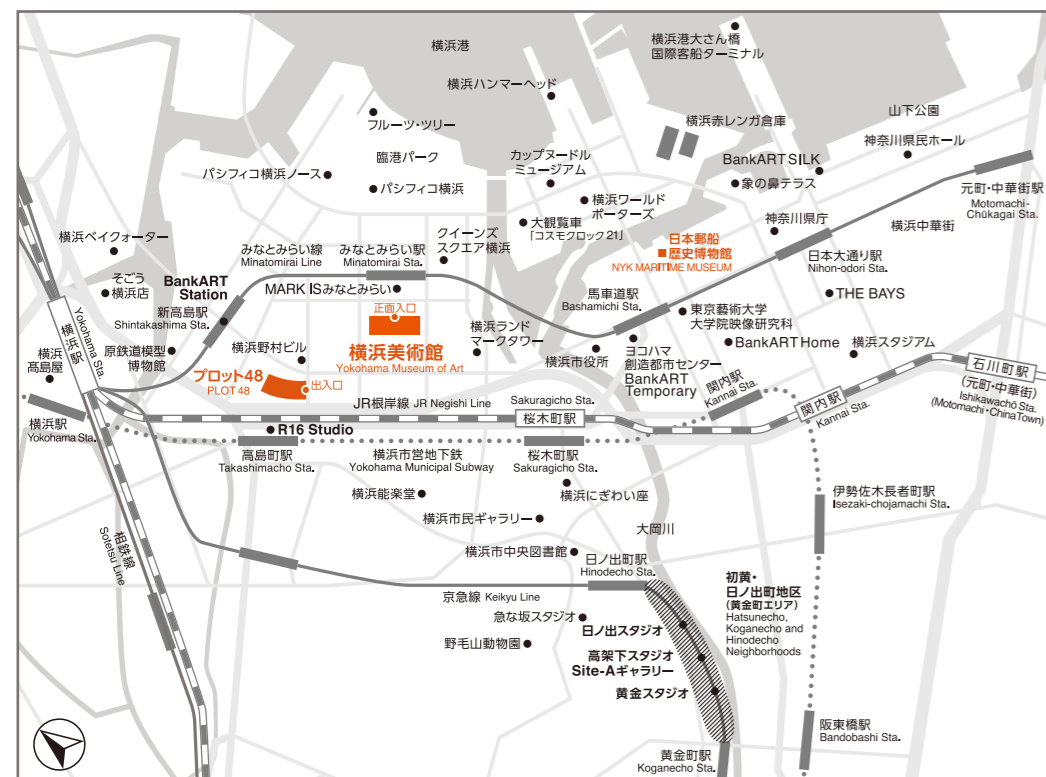 横浜港
横浜港大さん橋
国際客船ターミナル
横浜ハンマーヘッド
フルーツ・ツリー
横浜赤レンガ倉庫
山下公園
神奈川県民ホール
臨港パーク
カップヌードル
ミュージアム
BankART SILK
パシフィコ横浜ノース
パシフィコ横浜
象の鼻テラス
元町・中華街駅
Motomachi-
Chūkagai Sta.
横浜ワールド
ポーターズ
大観覧車
「コスモクロック21」
神奈川県庁
横浜中華街
横浜ベイクォーター
みなとみらい線
Minatomirai Line
みなとみらい駅
Minatomirai Sta.
クイーンズ
スクエア横浜
日本郵船
歴史博物館
NYK MARITIME MUSEUM
日本大通り駅
Nihon-odori Sta.
そごう
横浜店
BankART
Station
MARK ISみなとみらい
馬車道駅
Bashamichi Sta.
THE BAYS
新高島駅
Shintakashima Sta.
正面入口
東京藝術大学
大学院映像研究科
横浜駅
Yokohama Sta.
横浜
髙島屋
原鉄道模型
博物館
横浜野村ビル
横浜美術館
Yokohama Museum of Art
横浜ランド
マークタワー
横浜市役所
ヨコハマ
創造都市センター
BankART
Temporary
BankART Home
横浜スタジアム
プロット48
PLOT 48
出入口
関内駅
Kannai Sta.
石川町駅
(元町・中華街)
Ishikawachō Sta.
(Motomachi・ChinaTown)
横浜駅
Yokohama Sta.
JR根岸線 JR Negishi Line
Sakuragicho Sta.
桜木町駅
関内駅
Kannai Sta.
R16 Studio
高島町駅
Takashimacho Sta.
横浜市営地下鉄
Yokohama Municipal Subway
桜木町駅
Sakuragicho Sta.
横浜能楽堂
横浜にぎわい座
伊勢佐木長者町駅
Isezaki-chojamachi Sta.
横浜市民ギャラリー
大岡川
相鉄線
Sotetsu Line
横浜市中央図書館
日ノ出町駅
Hinodecho Sta.
京急線 Keikyu Line
初黄・
日ノ出町地区
(黄金町エリア)
Hatsunecho,
Koganecho and
Hinodecho
Neighborhoods
急な坂スタジオ
日ノ出スタジオ
野毛山動物園
高架下スタジオ
Site-Aギャラリー
黄金スタジオ
阪東橋駅
Bandobashi Sta.
黄金町駅
Koganecho Sta.